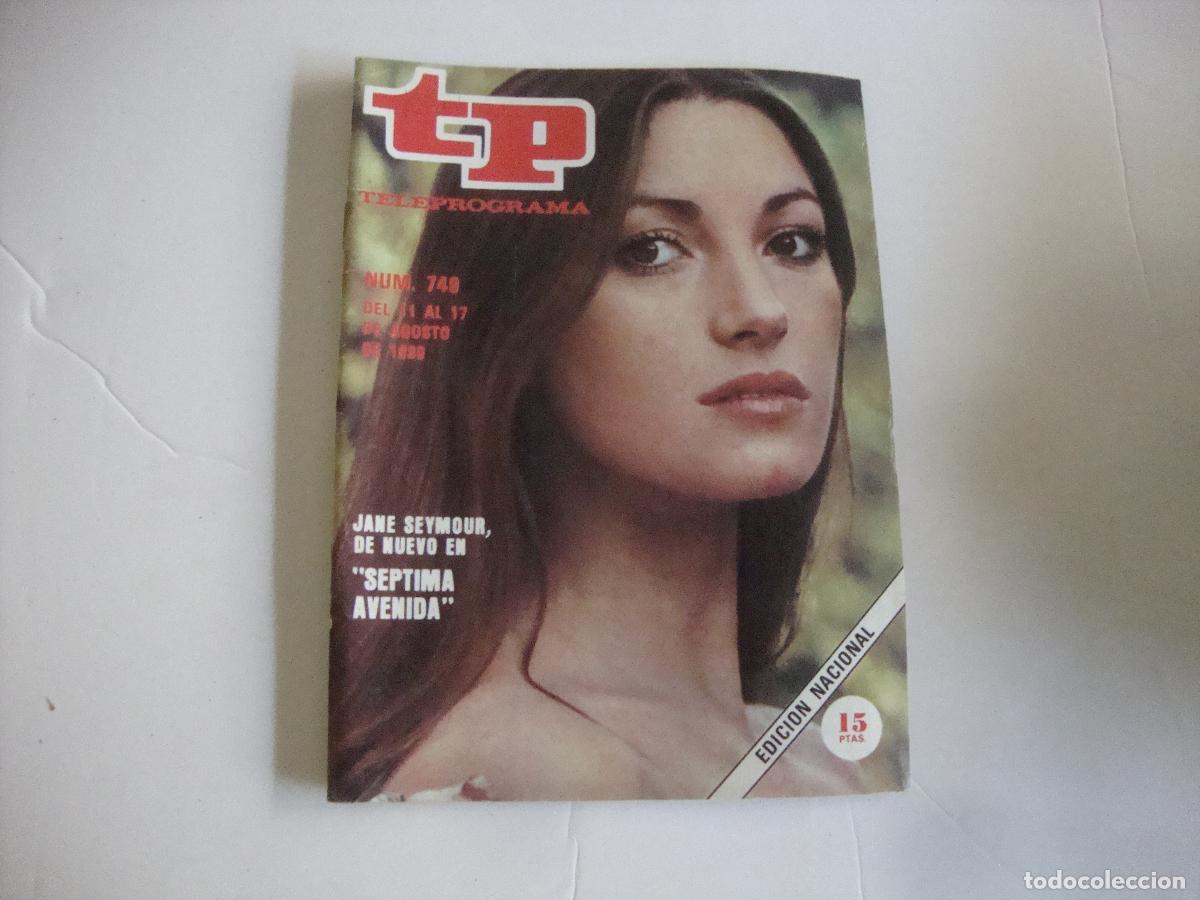 tp
TELEPROGRAMA
NUM. 749
DEL 11 AL 17
DE AGOSTO
DE 1980
JANE SEYMOUR,
DE NUEVO EN
"SEPTIMA
AVENIDA"
EDICION NACIONAL
15
PTAS.
todocoleccion